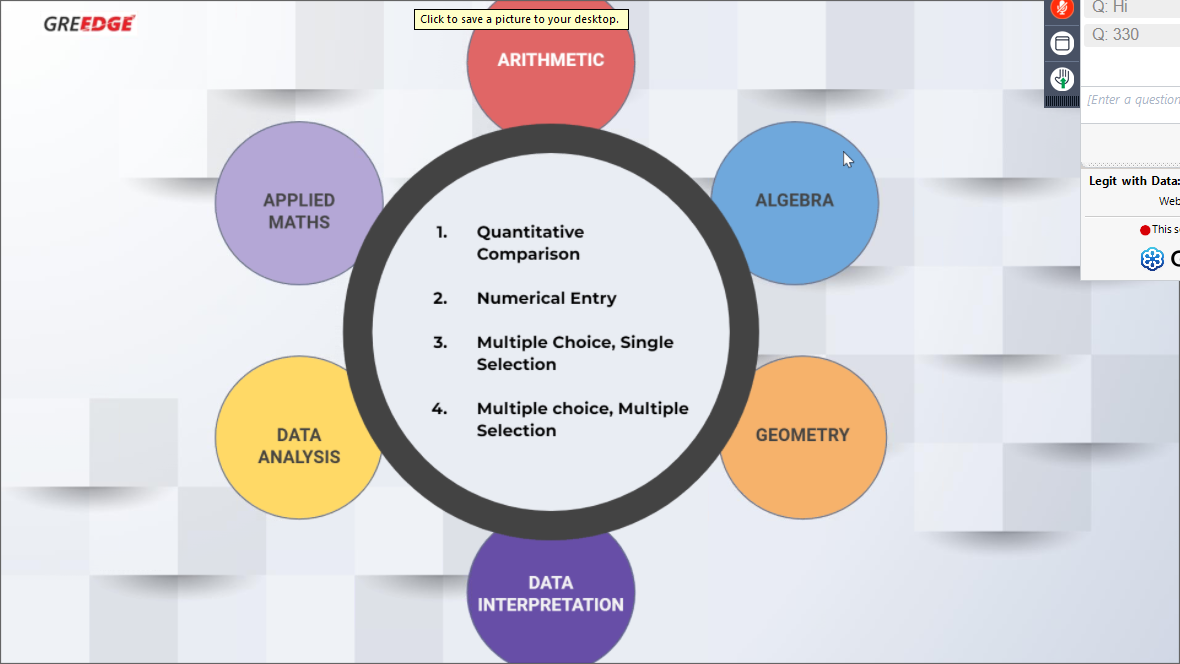 GREEDGE
Click to save a picture to your desktop.
Q: Hi
Q: 330
[Enter a question
Legit with Data:
Web
This
ARITHMETIC
APPLIED
MATHS
ALGEBRA
1. Quantitative
Comparison
2. Numerical Entry
3. Multiple Choice, Single
Selection
4. Multiple choice, Multiple
Selection
DATA
ANALYSIS
GEOMETRY
DATA
INTERPRETATION